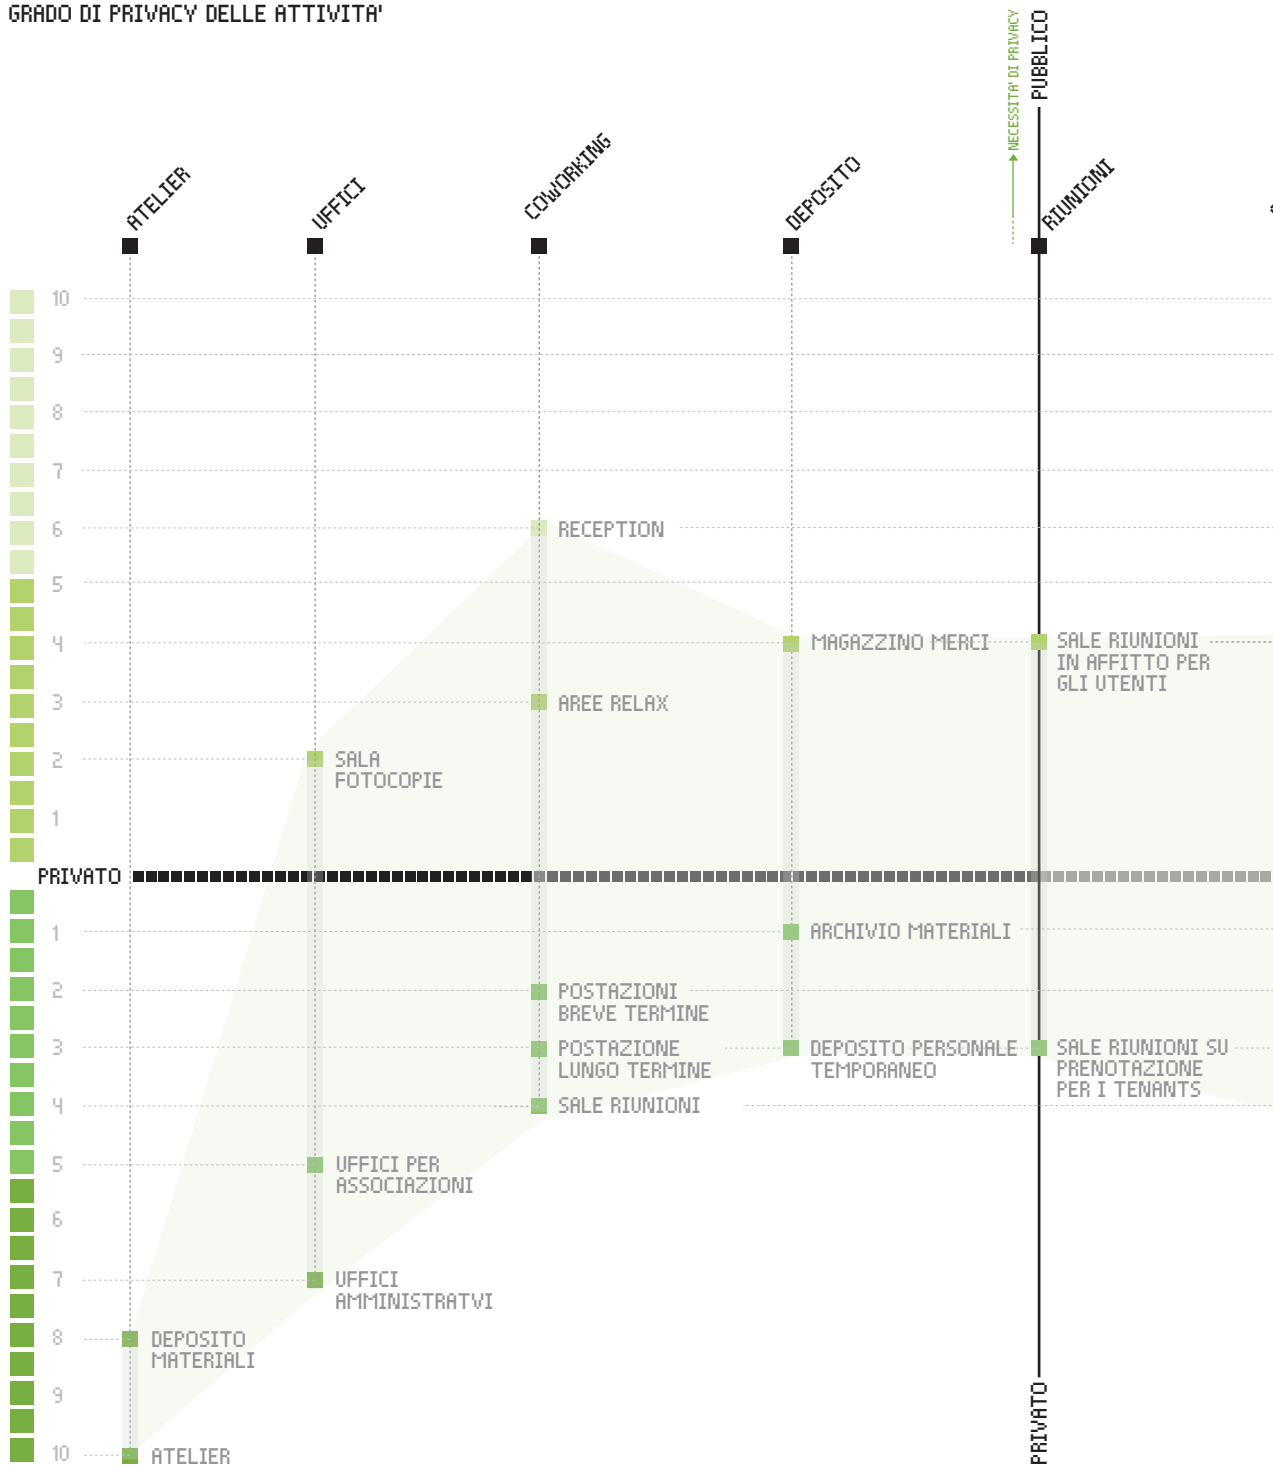 GRADO DI PRIVACY DELLE ATTIVITA'
NECESSITA' DI PRIVACY
PUBBLICO
ATELIER
UFFICI
COWORKING
DEPOSITO
RIUNIONI
10
9
8
7
6
RECEPTION
5
4
MAGAZZINO MERCI
SALE RIUNIONI
IN AFFITTO PER
GLI UTENTI
3
AREE RELAX
2
SALA
FOTOCOPIE
1
PRIVATO
1
ARCHIVIO MATERIALI
2
POSTAZIONI
BREVE TERMINE
3
POSTAZIONE
LUNGO TERMINE
DEPOSITO PERSONALE
TEMPORANEO
SALE RIUNIONI SU
PRENOTAZIONE
PER I TENANTS
4
SALE RIUNIONI
5
UFFICI PER
ASSOCIAZIONI
6
7
UFFICI
AMMINISTRATVI
8
DEPOSITO
MATERIALI
9
10
ATELIER
PRIVATO